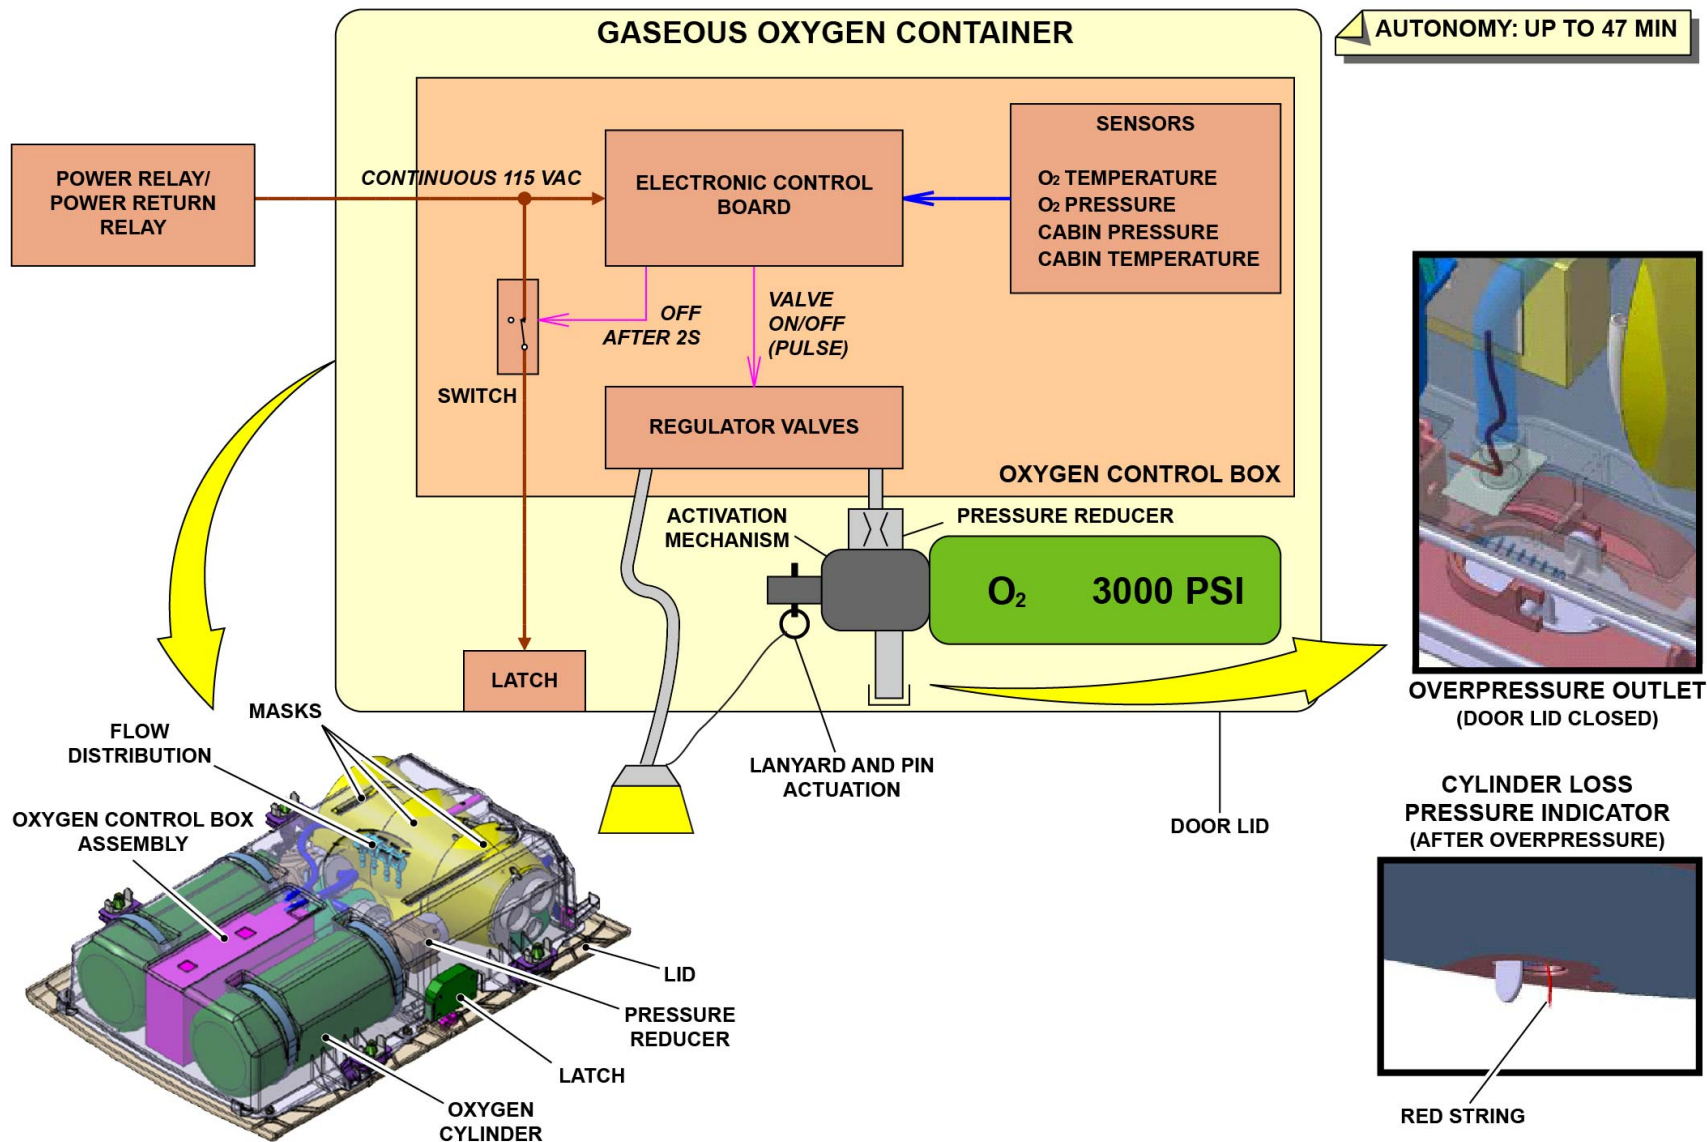 GASEOUS OXYGEN CONTAINER
AUTONOMY: UP TO 47 MIN
POWER RELAY/
POWER RETURN
RELAY
CONTINUOUS 115 VAC
ELECTRONIC CONTROL
BOARD
SENSORS
O₂ TEMPERATURE
O₂ PRESSURE
CABIN PRESSURE
CABIN TEMPERATURE
OFF
AFTER 2S
VALVE
ON/OFF
(PULSE)
SWITCH
REGULATOR VALVES
OXYGEN CONTROL BOX
ACTIVATION
MECHANISM
PRESSURE REDUCER
O₂ 3000 PSI
LATCH
LANYARD AND PIN
ACTUATION
DOOR LID
OVERPRESSURE OUTLET
(DOOR LID CLOSED)
CYLINDER LOSS
PRESSURE INDICATOR
(AFTER OVERPRESSURE)
RED STRING
MASKS
FLOW
DISTRIBUTION
OXYGEN CONTROL BOX
ASSEMBLY
LID
PRESSURE
REDUCER
LATCH
OXYGEN
CYLINDER